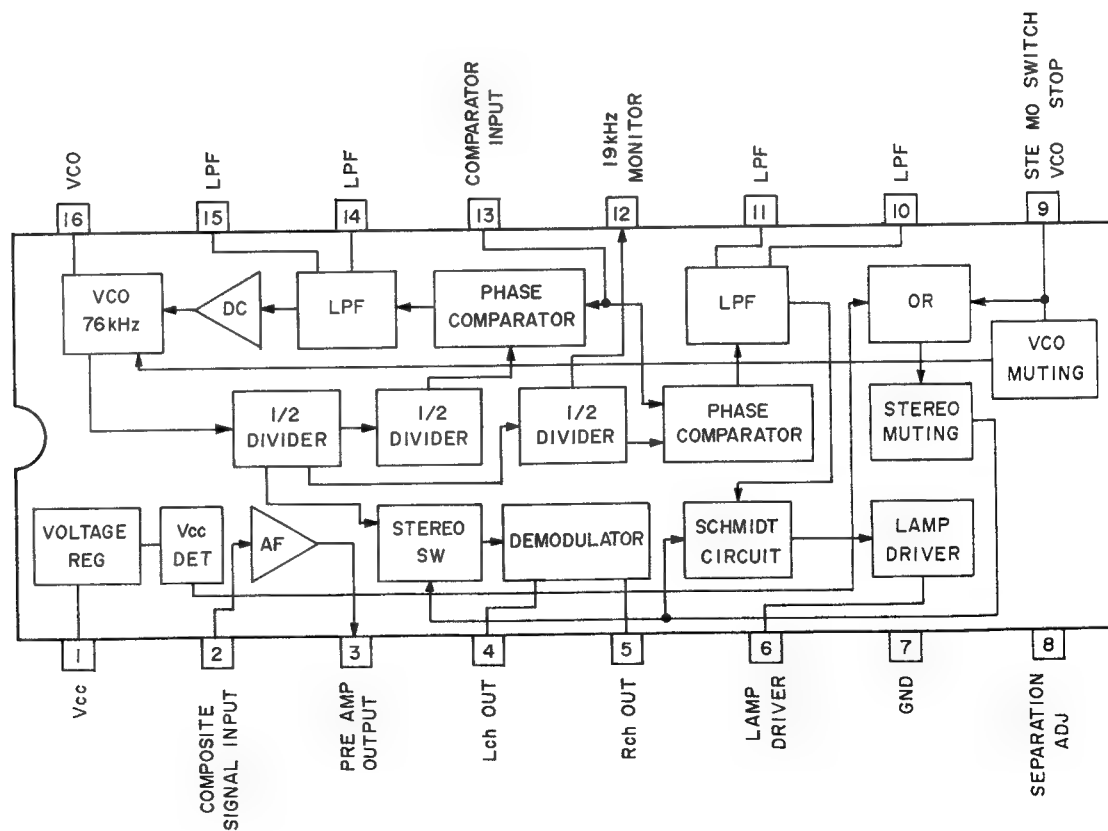 VCO
LPF
LPF
COMPARATOR
INPUT
19kHz
MONITOR
LPF
LPF
STE MO SWITCH
VCO STOP
16
15
14
13
12
11
10
9
VCO
76kHz
DC
LPF
PHASE
COMPARATOR
LPF
OR
VCO
MUTING
1/2
DIVIDER
1/2
DIVIDER
1/2
DIVIDER
PHASE
COMPARATOR
STEREO
MUTING
VOLTAGE
REG
Vcc
DET
AF
STEREO
SW
DEMODULATOR
SCHMIDT
CIRCUIT
LAMP
DRIVER
1
2
3
4
5
6
7
8
Vcc
COMPOSITE
SIGNAL INPUT
PRE AMP
OUTPUT
Lch OUT
Rch OUT
LAMP
DRIVER
GND
SEPARATION
ADJ